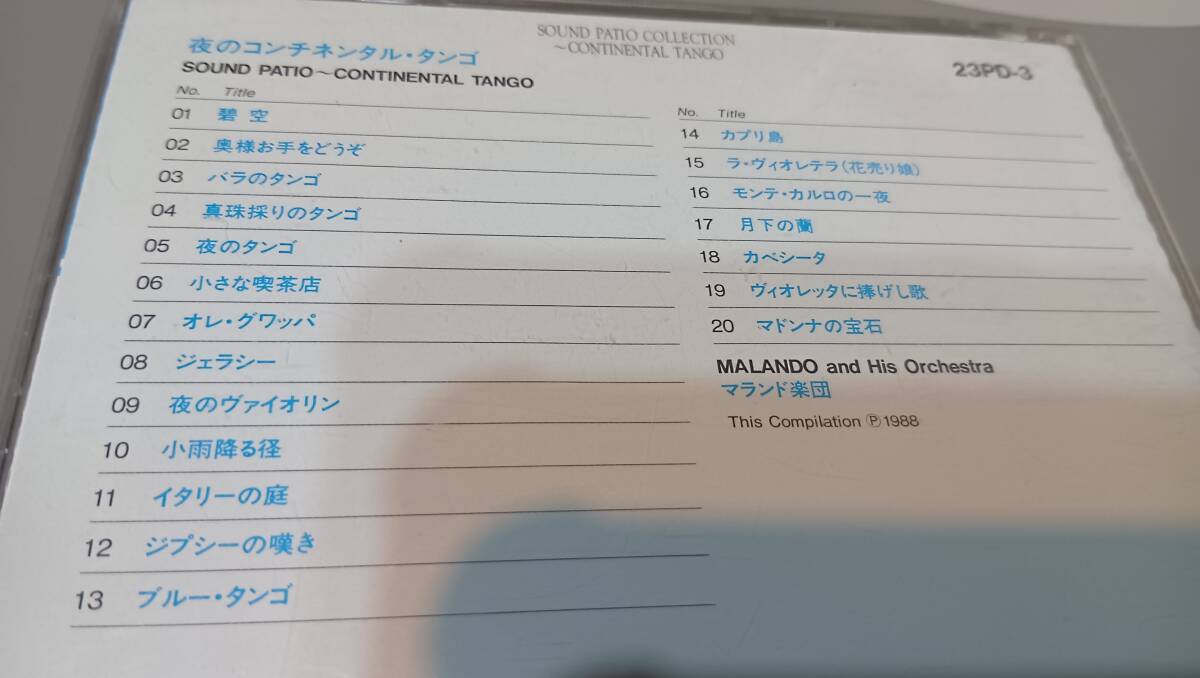 SOUND PATIO COLLECTION
~CONTINENTAL TANGO
夜のコンチネンタル・タンゴ
SOUND PATIO~CONTINENTAL TANGO
23PD-3
No. Title
01 碧空
02 奥様お手をどうぞ
03 バラのタンゴ
04 真珠採りのタンゴ
05 夜のタンゴ
06 小さな喫茶店
07 オレ・グワッパ
08 ジェラシー
09 夜のヴァイオリン
10 小雨降る径
11 イタリーの庭
12 ジプシーの嘆き
13 ブルー・タンゴ
No. Title
14 カプリ島
15 ラ・ヴィオレテラ(花売り娘)
16 モンテ・カルロの一夜
17 月下の蘭
18 カベシータ
19 ヴィオレッタに捧げし歌
20 マドンナの宝石
MALANDO and His Orchestra
マランド楽団
This Compilation Ⓟ1988